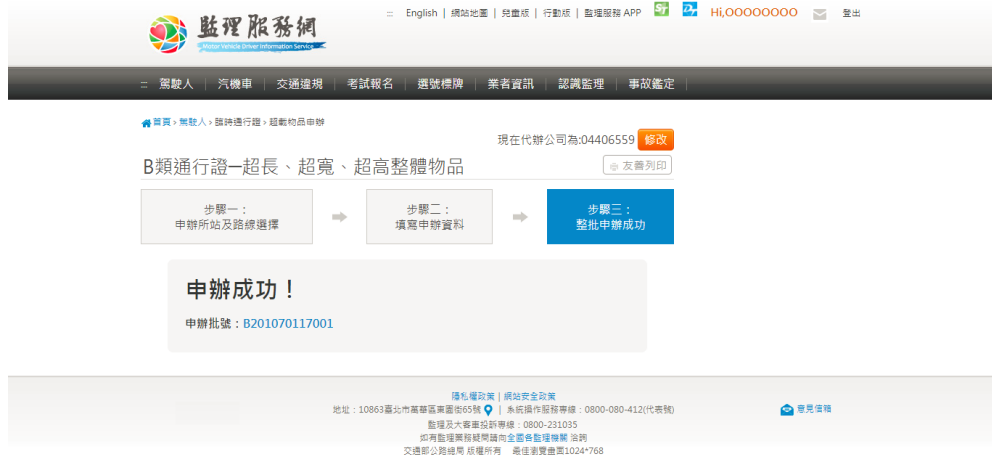 監理服務網
Motor Vehicle Driver Information Service
::: English | 網站地圖 | 兒童版 | 行動版 | 監理服務 APP Hi,OOOOOOOO 登出
::: 駕駛人 | 汽機車 | 交通違規 | 考試報名 | 選號標牌 | 業者資訊 | 認識監理 | 事故鑑定 |
首頁 › 駕駛人 › 臨時通行證 › 超載物品申辦
現在代辦公司為:04406559 修改
B類通行證─超長、超寬、超高整體物品
友善列印
步驟一：
申辦所站及路線選擇
步驟二：
填寫申辦資料
步驟三：
整批申辦成功
申辦成功！
申辦批號：B201070117001
隱私權政策 | 網站安全政策
地址：10863臺北市萬華區東園街65號 | 系統操作服務專線：0800-080-412(代表號)
監理及大客車投訴專線：0800-231035
如有監理業務疑問請向全國各監理機關 洽詢
交通部公路總局 版權所有 最佳瀏覽畫面1024*768
意見信箱